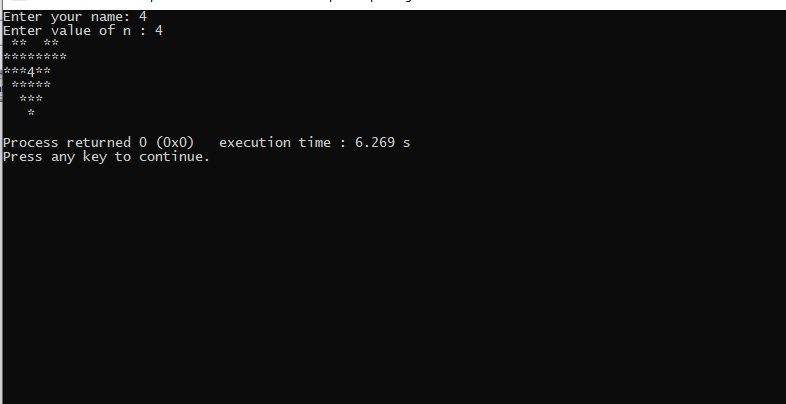 Enter your name: 4
Enter value of n : 4
 **  **
********
***4**
 *****
  ***
   *
Process returned 0 (0x0)   execution time : 6.269 s
Press any key to continue.